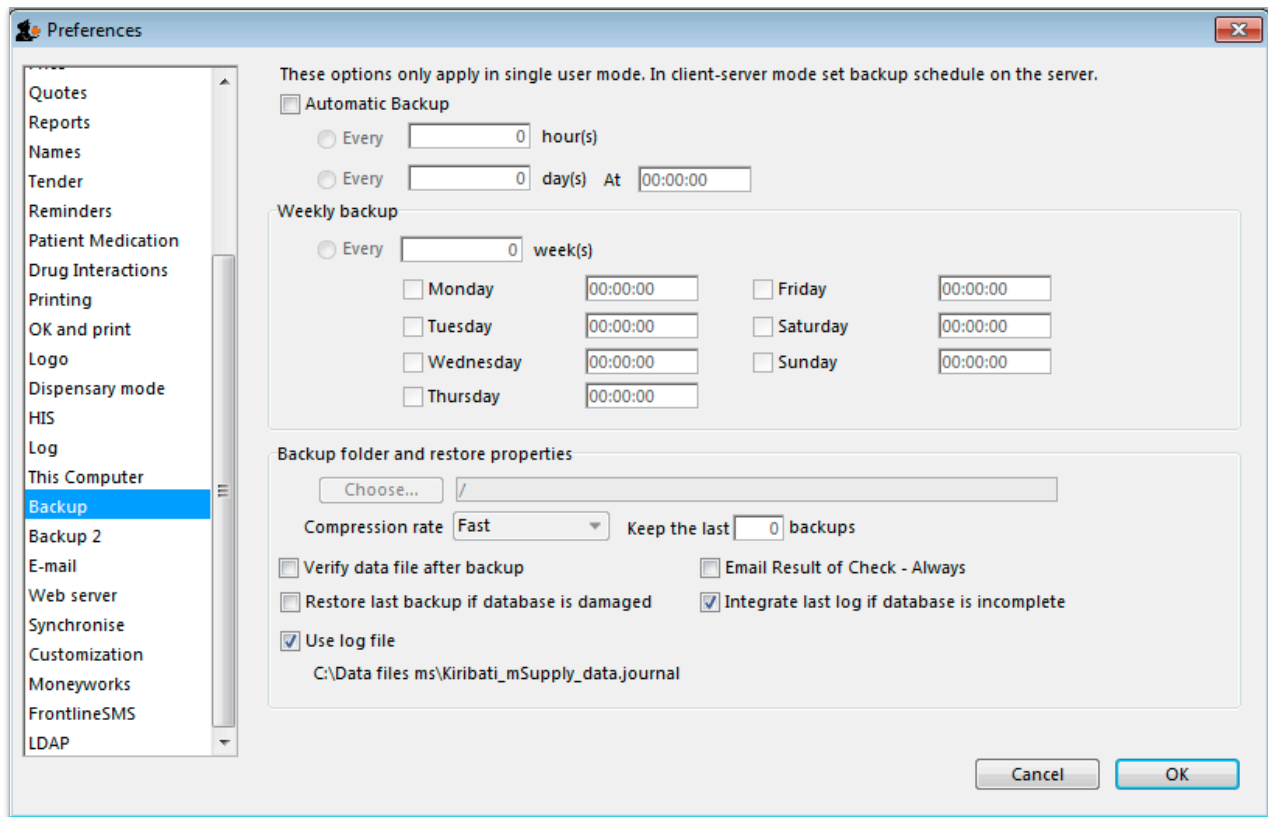 Preferences
Quotes
Reports
Names
Tender
Reminders
Patient Medication
Drug Interactions
Printing
OK and print
Logo
Dispensary mode
HIS
Log
This Computer
Backup
Backup 2
E-mail
Web server
Synchronise
Customization
Moneyworks
FrontlineSMS
LDAP
These options only apply in single user mode. In client-server mode set backup schedule on the server.
Automatic Backup
Every 0 hour(s)
Every 0 day(s) At 00:00:00
Weekly backup
Every 0 week(s)
Monday 00:00:00 Friday 00:00:00
Tuesday 00:00:00 Saturday 00:00:00
Wednesday 00:00:00 Sunday 00:00:00
Thursday 00:00:00
Backup folder and restore properties
Choose... /
Compression rate Fast Keep the last 0 backups
Verify data file after backup Email Result of Check - Always
Restore last backup if database is damaged Integrate last log if database is incomplete
Use log file
C:\Data files ms\Kiribati_mSupply_data.journal
Cancel OK